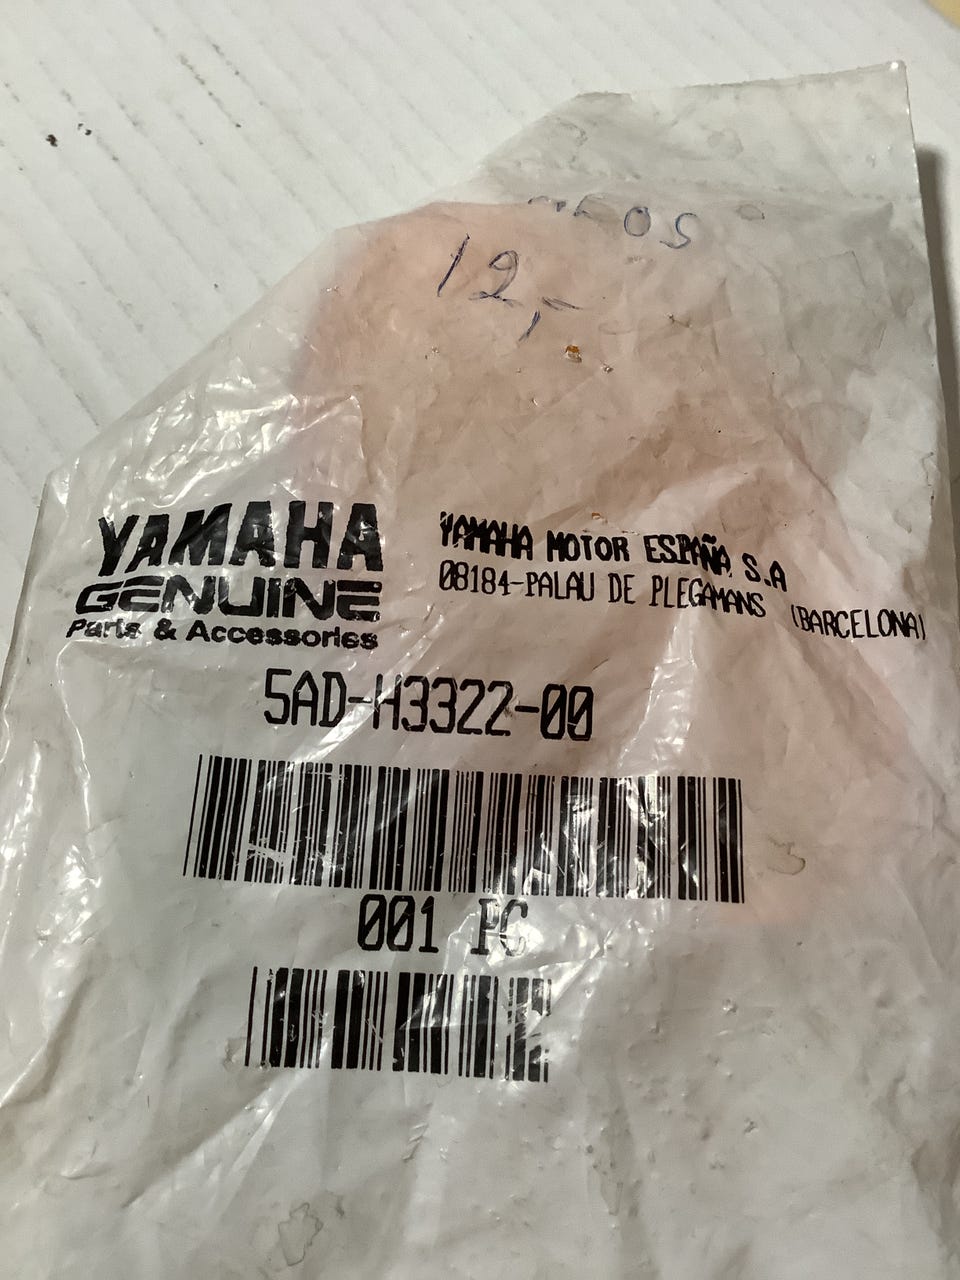 12,-
YAMAHA
GENUINE
Parts & Accessories
YAMAHA MOTOR ESPAÑA, S.A
08184-PALAU DE PLEGAMANS (BARCELONA)
5AD-H3322-00
001 PC